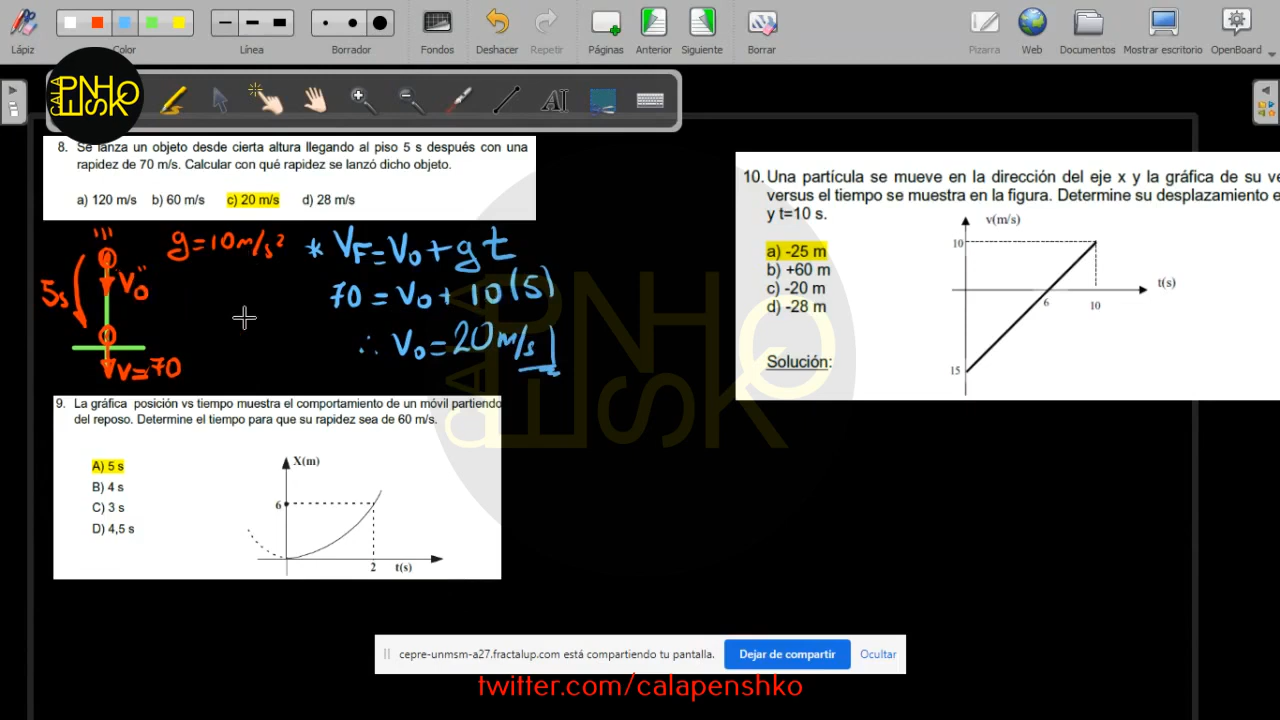 Lápiz
Color
Línea
Borrador
Fondos
Deshacer
Repetir
Páginas
Anterior
Siguiente
Borrar
Pizarra
Web
Documentos
Mostrar escritorio
OpenBoard
CALA
PENHO
ESK
8. Se lanza un objeto desde cierta altura llegando al piso 5 s después con una
rapidez de 70 m/s. Calcular con qué rapidez se lanzó dicho objeto.
a) 120 m/s b) 60 m/s c) 20 m/s d) 28 m/s
g=10m/s²
* VF=V0+gt
5s
V0
70 = V0 + 10(5)
∴ V0=20m/s
V=70
9. La gráfica posición vs tiempo muestra el comportamiento de un móvil partiendo
del reposo. Determine el tiempo para que su rapidez sea de 60 m/s.
A) 5 s
B) 4 s
C) 3 s
D) 4,5 s
X(m)
6
2
t(s)
10. Una partícula se mueve en la dirección del eje x y la gráfica de su ve
versus el tiempo se muestra en la figura. Determine su desplazamiento e
y t=10 s.
a) -25 m
b) +60 m
c) -20 m
d) -28 m
Solución:
v(m/s)
10
t(s)
6
10
15
cepre-unmsm-a27.fractalup.com está compartiendo tu pantalla.
Dejar de compartir
Ocultar
twitter.com/calapenshko